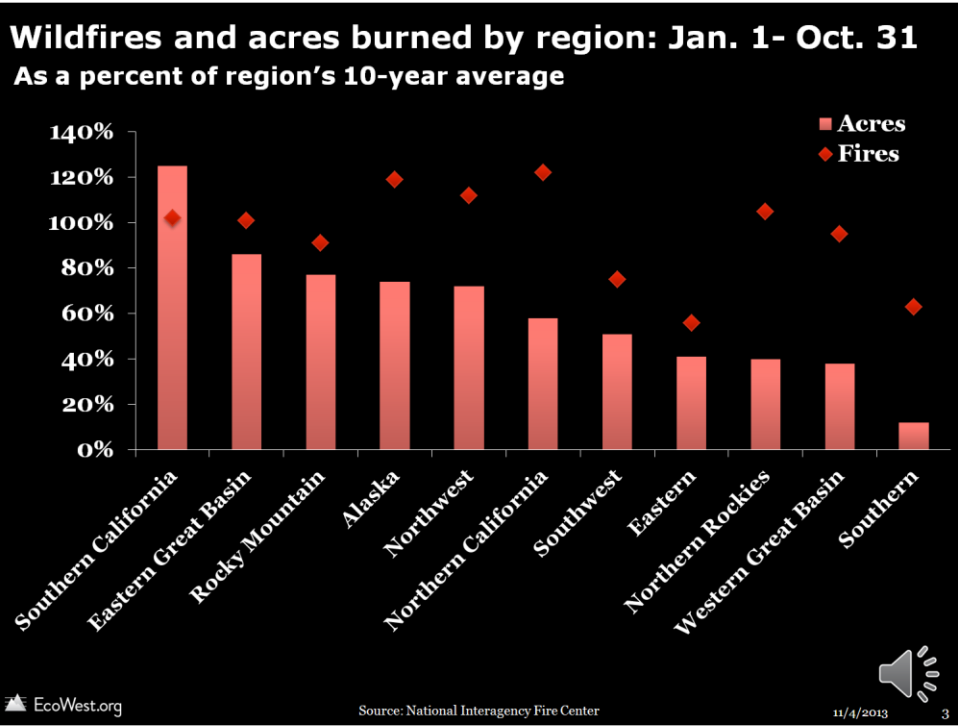 Wildfires and acres burned by region: Jan. 1- Oct. 31
As a percent of region's 10-year average
Acres
Fires
140%
120%
100%
80%
60%
40%
20%
0%
Southern California
Eastern Great Basin
Rocky Mountain
Alaska
Northwest
Northern California
Southwest
Eastern
Northern Rockies
Western Great Basin
Southern
EcoWest.org
Source: National Interagency Fire Center
11/4/2013
3